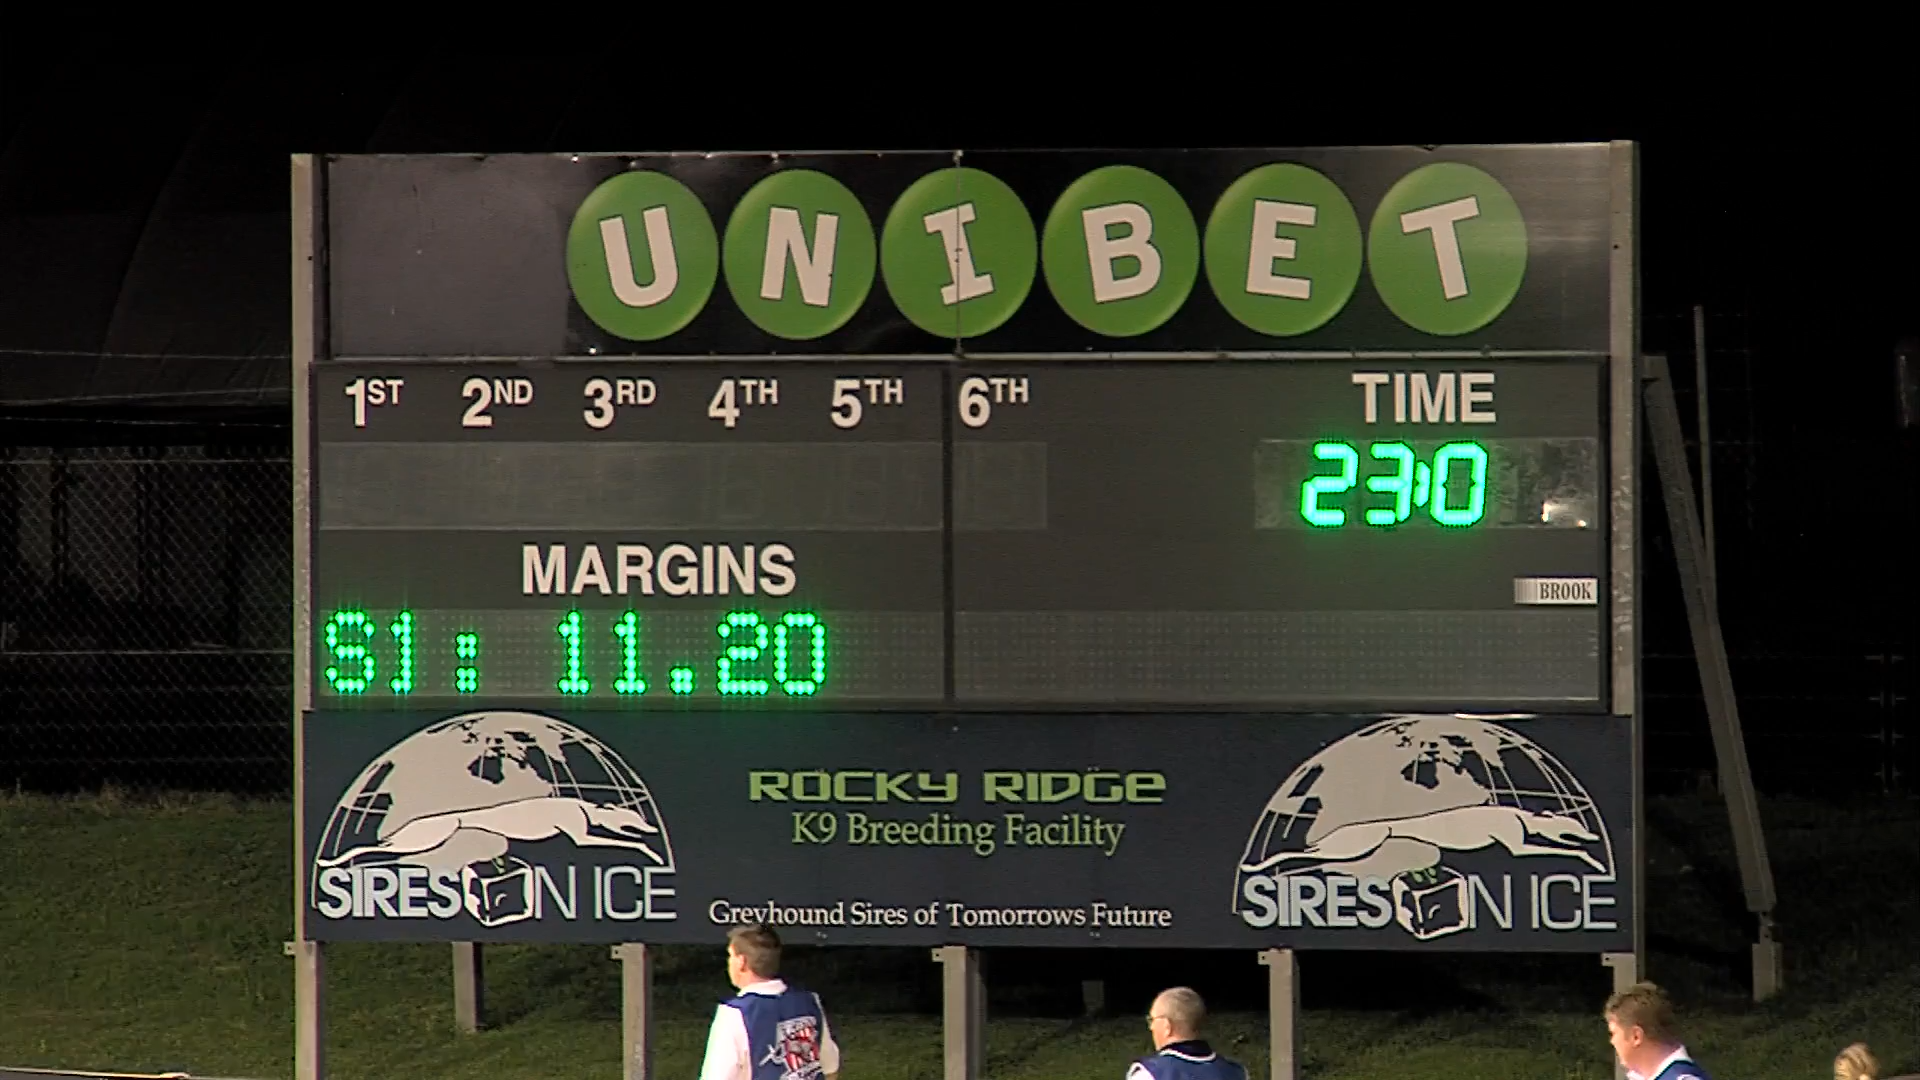 UNIBET
1ST 2ND 3RD 4TH 5TH 6TH TIME
23:0
MARGINS
BROOK
S1: 11.20
ROCKY RIDGE
K9 Breeding Facility
SIRES ON ICE
Greyhound Sires of Tomorrows Future
SIRES ON ICE